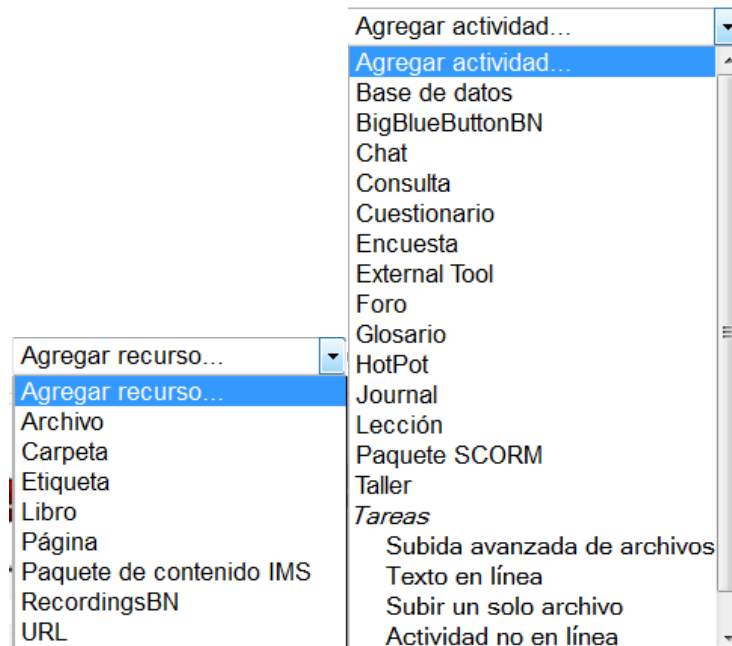 Agregar recurso...
Agregar recurso...
Archivo
Carpeta
Etiqueta
Libro
Página
Paquete de contenido IMS
RecordingsBN
URL
Agregar actividad...
Agregar actividad...
Base de datos
BigBlueButtonBN
Chat
Consulta
Cuestionario
Encuesta
External Tool
Foro
Glosario
HotPot
Journal
Lección
Paquete SCORM
Taller
Tareas
Subida avanzada de archivos
Texto en línea
Subir un solo archivo
Actividad no en línea